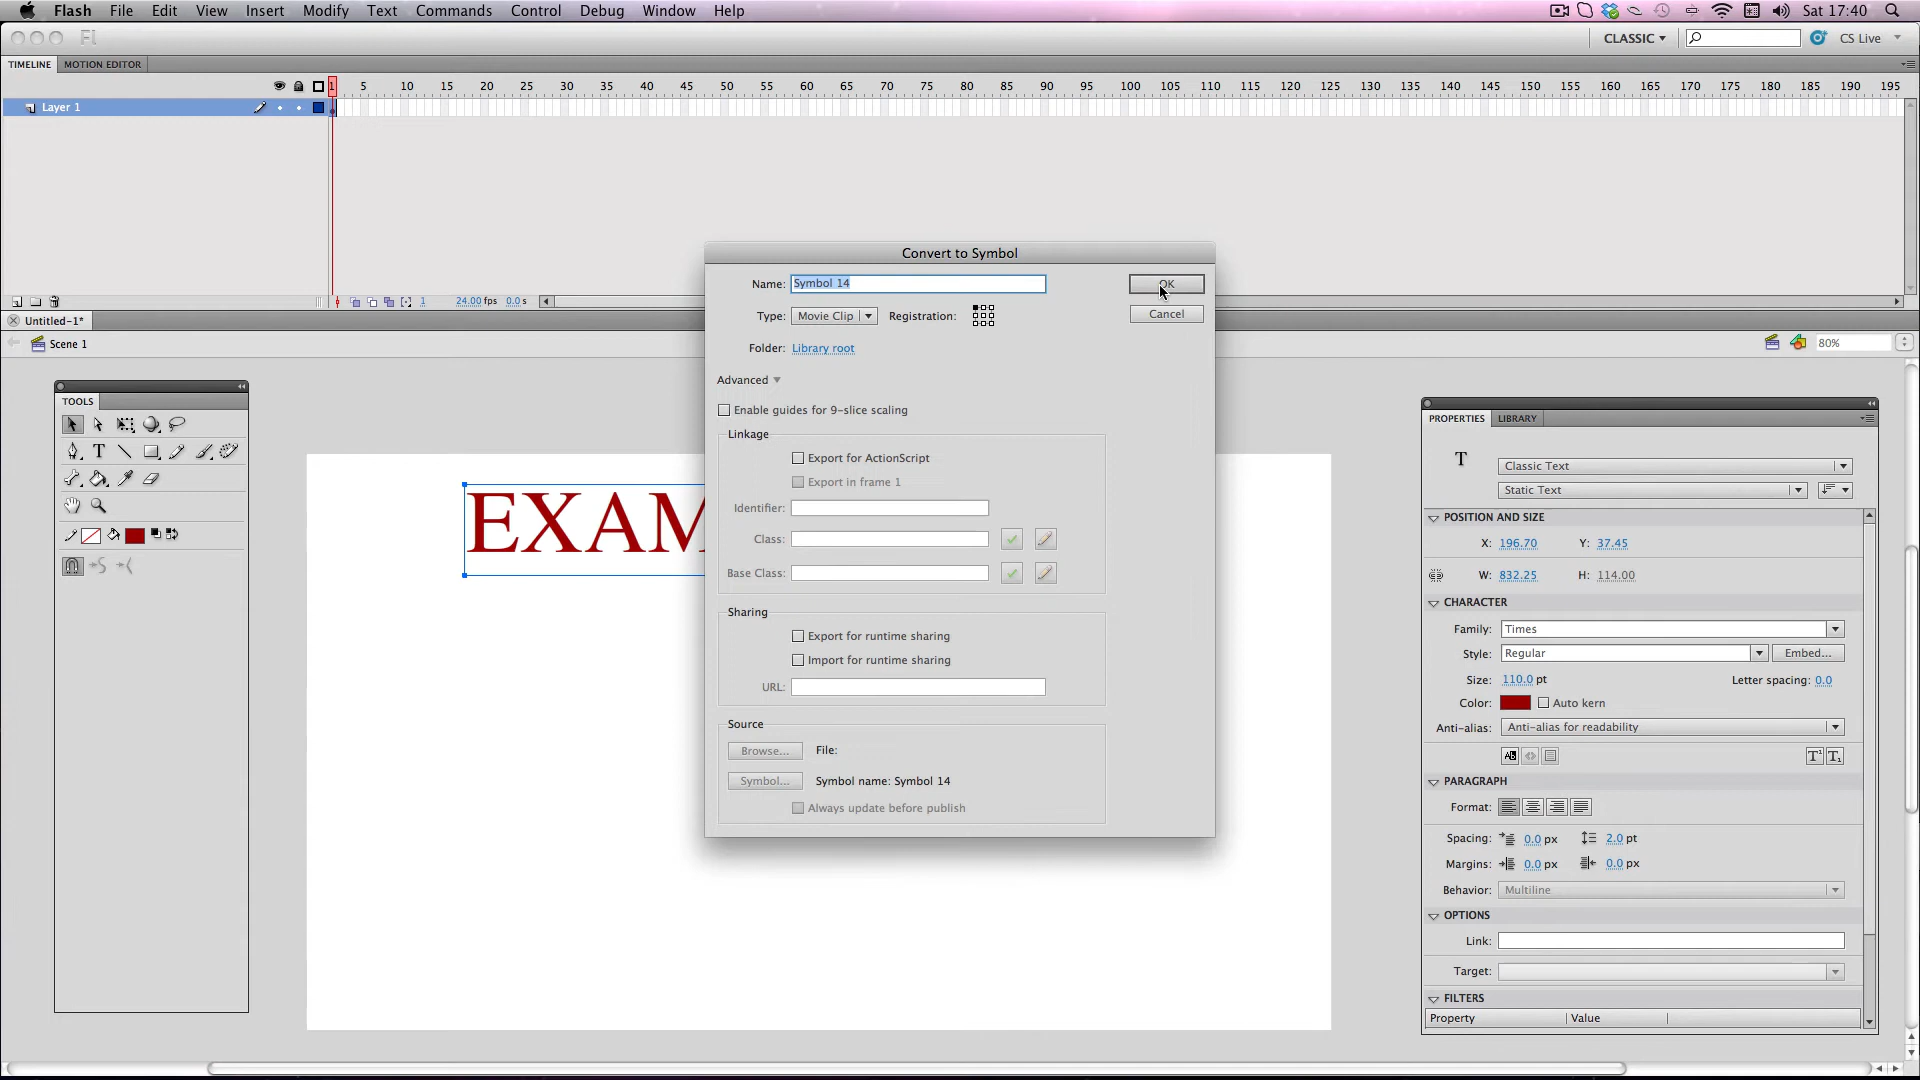 Flash File Edit View Insert Modify Text Commands Control Debug Window Help Sat 17:40
Fl CLASSIC CS Live
TIMELINE MOTION EDITOR
1 5 10 15 20 25 30 35 40 45 50 55 60 65 70 75 80 85 90 95 100 105 110 115 120 125 130 135 140 145 150 155 160 165 170 175 180 185 190 195
Layer 1
1 24.00 fps 0.0 s
Untitled-1*
Scene 1 80%
TOOLS
T
EXAM
Convert to Symbol
Name: Symbol 14 OK
Type: Movie Clip Registration: Cancel
Folder: Library root
Advanced
Enable guides for 9-slice scaling
Linkage
Export for ActionScript
Export in frame 1
Identifier:
Class:
Base Class:
Sharing
Export for runtime sharing
Import for runtime sharing
URL:
Source
Browse... File:
Symbol... Symbol name: Symbol 14
Always update before publish
PROPERTIES LIBRARY
T Classic Text
Static Text
POSITION AND SIZE
X: 196.70 Y: 37.45
W: 832.25 H: 114.00
CHARACTER
Family: Times
Style: Regular Embed...
Size: 110.0 pt Letter spacing: 0.0
Color: Auto kern
Anti-alias: Anti-alias for readability
AB T¹ T₁
PARAGRAPH
Format:
Spacing: 0.0 px 2.0 pt
Margins: 0.0 px 0.0 px
Behavior: Multiline
OPTIONS
Link:
Target:
FILTERS
Property Value